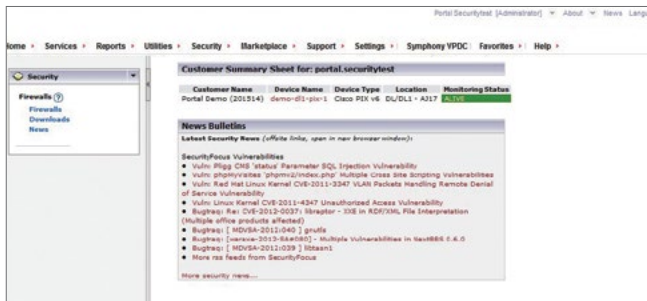 Portal Securitytest [Administrator] About News Langu
Home Services Reports Utilities Security Marketplace Support Settings Symphony VPDC Favorites Help
Security
Firewalls (?)
Firewalls
Downloads
News
Customer Summary Sheet for: portal.securitytest
Customer Name Device Name Device Type Location Monitoring Status
Portal Demo (201514) demo-dl1-pix-1 Cisco PIX v6 DL/DL1 - AJ17 ALIVE
News Bulletins
Latest Security News (offsite links, open in new browser window):
SecurityFocus Vulnerabilities
Vuln: Pligg CMS 'status' Parameter SQL Injection Vulnerability
Vuln: phpMyVisites 'phpmv2/index.php' Multiple Cross Site Scripting Vulnerabilities
Vuln: Red Hat Linux Kernel CVE-2011-3347 VLAN Packets Handling Remote Denial
of Service Vulnerability
Vuln: Linux Kernel CVE-2011-4347 Unauthorized Access Vulnerability
Bugtraq: Re: CVE-2012-0037: libraptor - XXE in RDF/XML File Interpretation
(Multiple office products affected)
Bugtraq: [ MDVSA-2012:040 ] gnutls
Bugtraq: - Multiple Vulnerabilities in NextBBS 0.6.0
Bugtraq: [ MDVSA-2012:039 ] libtasn1
More rss feeds from SecurityFocus
More security news...